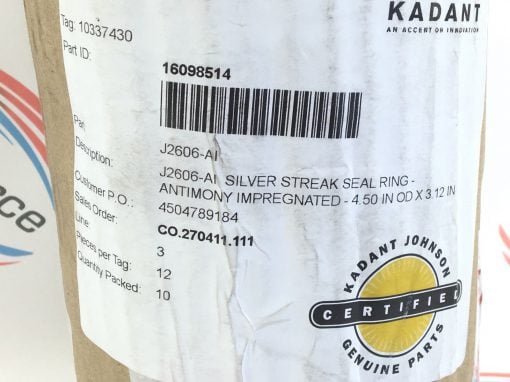 KADANT
AN ACCENT ON INNOVATION
Tag: 10337430
Part ID:
16098514
Part:
J2606-AI
Description:
J2606-AI SILVER STREAK SEAL RING -
ANTIMONY IMPREGNATED - 4.50 IN OD X 3.12 IN
Customer P.O.:
4504789184
Sales Order:
CO.270411.111
Line:
3
Pieces per Tag:
12
Quantity Packed:
10
KADANT JOHNSON
CERTIFIED
GENUINE PARTS